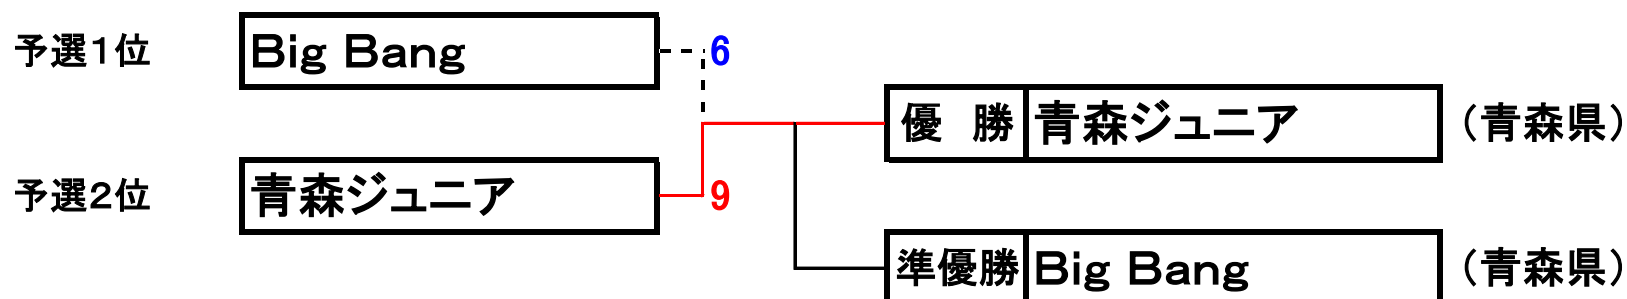 予選１位 Big Bang 6
優　勝 青森ジュニア （青森県）
予選２位 青森ジュニア 9
準優勝 Big Bang （青森県）